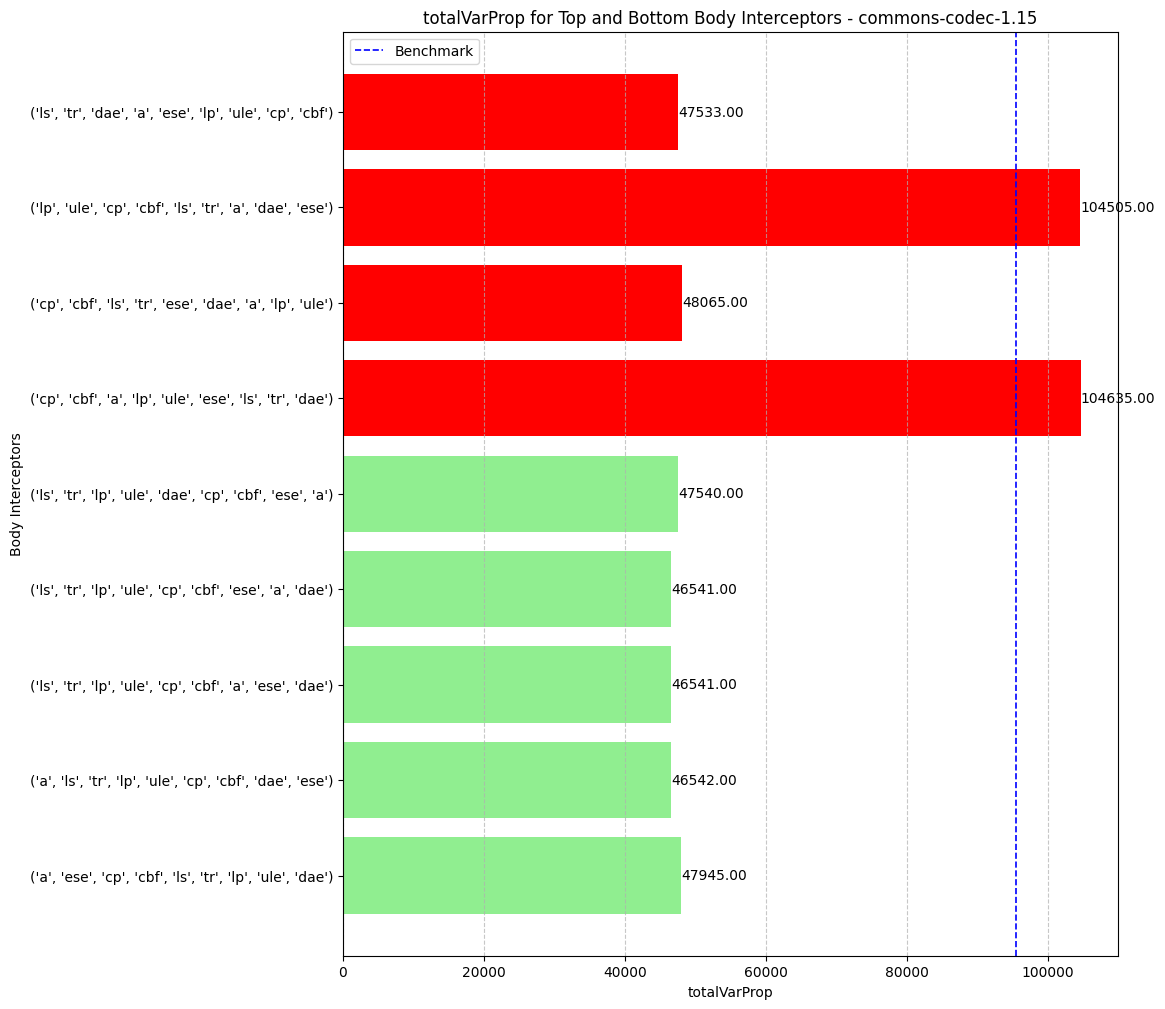 totalVarProp for Top and Bottom Body Interceptors - commons-codec-1.15
Benchmark
('ls', 'tr', 'dae', 'a', 'ese', 'lp', 'ule', 'cp', 'cbf') 47533.00
('lp', 'ule', 'cp', 'cbf', 'ls', 'tr', 'a', 'dae', 'ese') 104505.00
('cp', 'cbf', 'ls', 'tr', 'ese', 'dae', 'a', 'lp', 'ule') 48065.00
('cp', 'cbf', 'a', 'lp', 'ule', 'ese', 'ls', 'tr', 'dae') 104635.00
('ls', 'tr', 'lp', 'ule', 'dae', 'cp', 'cbf', 'ese', 'a') 47540.00
('ls', 'tr', 'lp', 'ule', 'cp', 'cbf', 'ese', 'a', 'dae') 46541.00
('ls', 'tr', 'lp', 'ule', 'cp', 'cbf', 'a', 'ese', 'dae') 46541.00
('a', 'ls', 'tr', 'lp', 'ule', 'cp', 'cbf', 'dae', 'ese') 46542.00
('a', 'ese', 'cp', 'cbf', 'ls', 'tr', 'lp', 'ule', 'dae') 47945.00
Body Interceptors
0 20000 40000 60000 80000 100000
totalVarProp